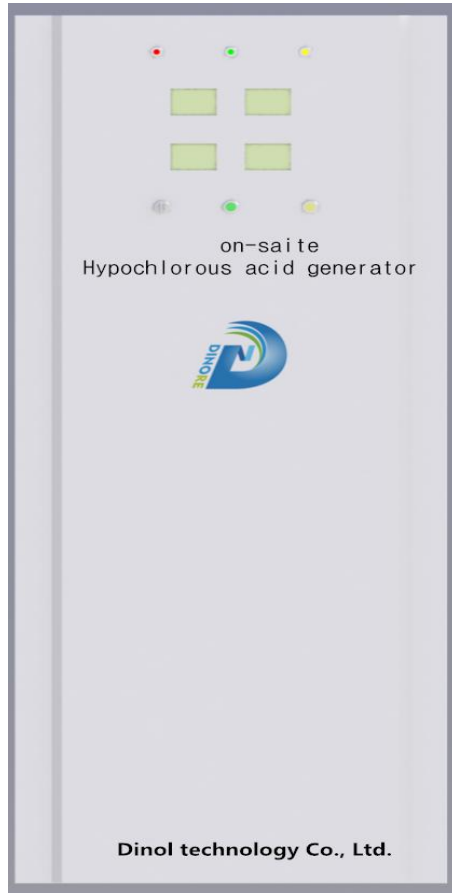 on-saite
Hypochlorous acid generator
DINORE
Dinol technology Co., Ltd.